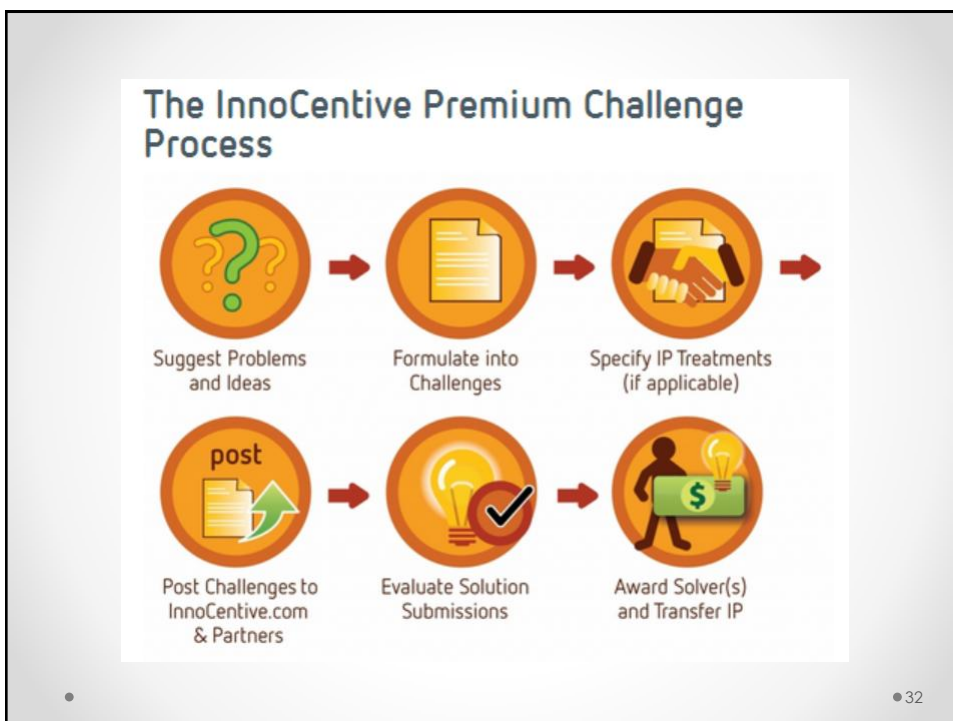 The InnoCentive Premium Challenge
Process
Suggest Problems
and Ideas
Formulate into
Challenges
Specify IP Treatments
(if applicable)
post
Post Challenges to
InnoCentive.com
& Partners
Evaluate Solution
Submissions
$
Award Solver(s)
and Transfer IP
32